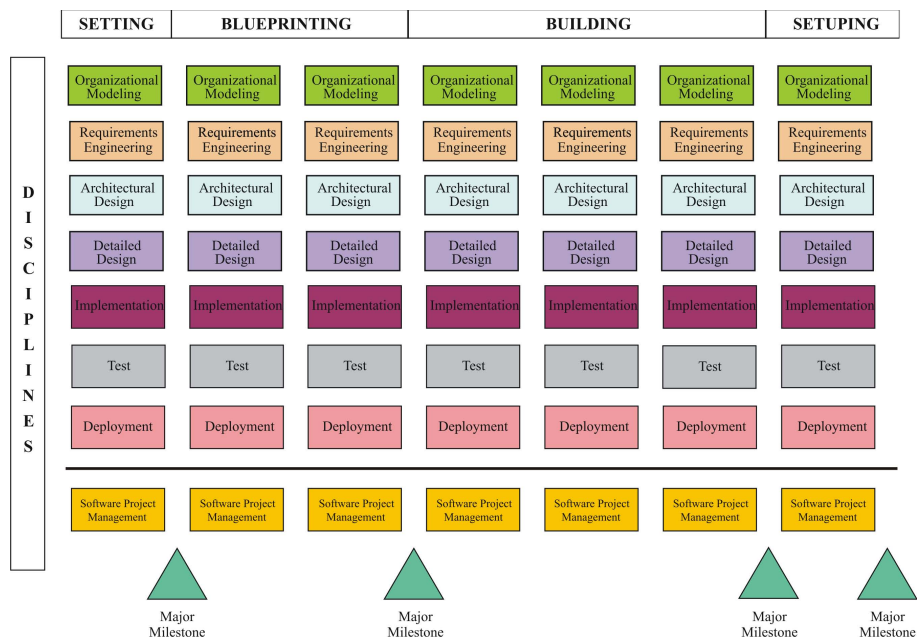 SETTING BLUEPRINTING BUILDING SETUPING
DISCIPLINES
Organizational Organizational Organizational Organizational Organizational Organizational Organizational
Modeling Modeling Modeling Modeling Modeling Modeling Modeling
Requirements Requirements Requirements Requirements Requirements Requirements Requirements
Engineering Engineering Engineering Engineering Engineering Engineering Engineering
Architectural Architectural Architectural Architectural Architectural Architectural Architectural
Design Design Design Design Design Design Design
Detailed Detailed Detailed Detailed Detailed Detailed Detailed
Design Design Design Design Design Design Design
Implementation Implementation Implementation Implementation Implementation Implementation Implementation
Test Test Test Test Test Test Test
Deployment Deployment Deployment Deployment Deployment Deployment Deployment
Software Project Software Project Software Project Software Project Software Project Software Project Software Project
Management Management Management Management Management Management Management
Major Major Major Major
Milestone Milestone Milestone Milestone